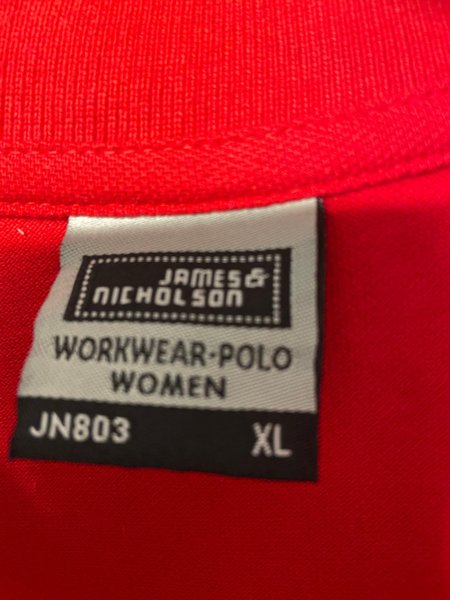 JAMES&
NICHOLSON
WORKWEAR-POLO
WOMEN
JN803 XL